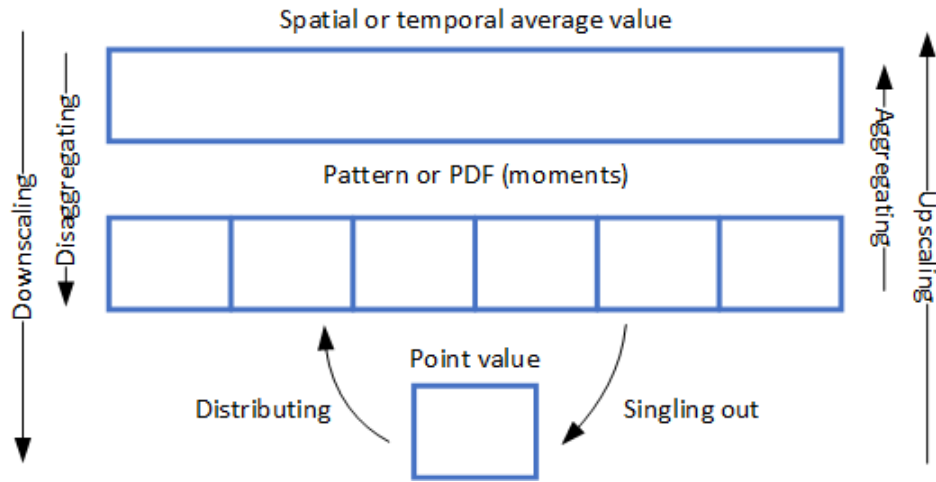 Spatial or temporal average value
Downscaling
Disaggregating
Aggregating
Upscaling
Pattern or PDF (moments)
Point value
Distributing
Singling out